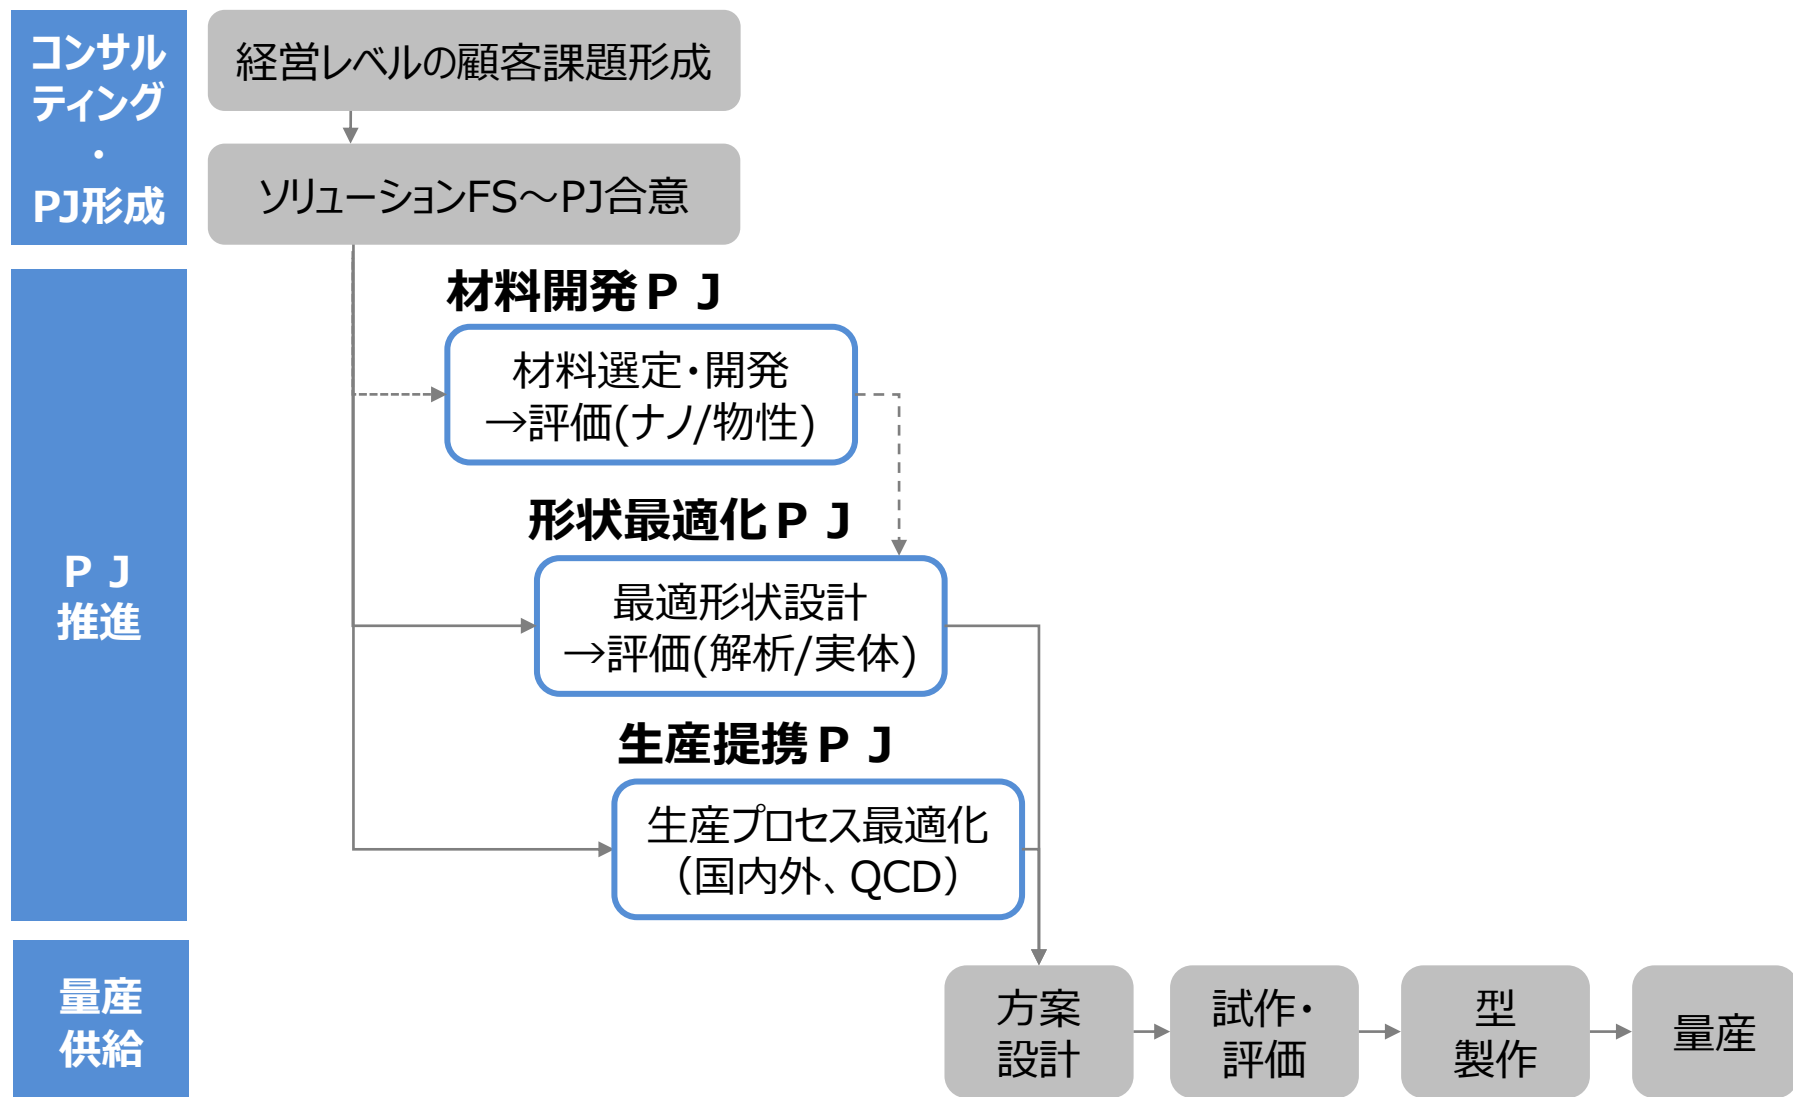 コンサル
ティング
・
PJ形成
経営レベルの顧客課題形成
ソリューションFS～PJ合意
ＰＪ
推進
材料開発ＰＪ
材料選定・開発
→評価(ナノ/物性)
形状最適化ＰＪ
最適形状設計
→評価(解析/実体)
生産提携ＰＪ
生産プロセス最適化
（国内外、QCD）
量産
供給
方案
設計
試作・
評価
型
製作
量産